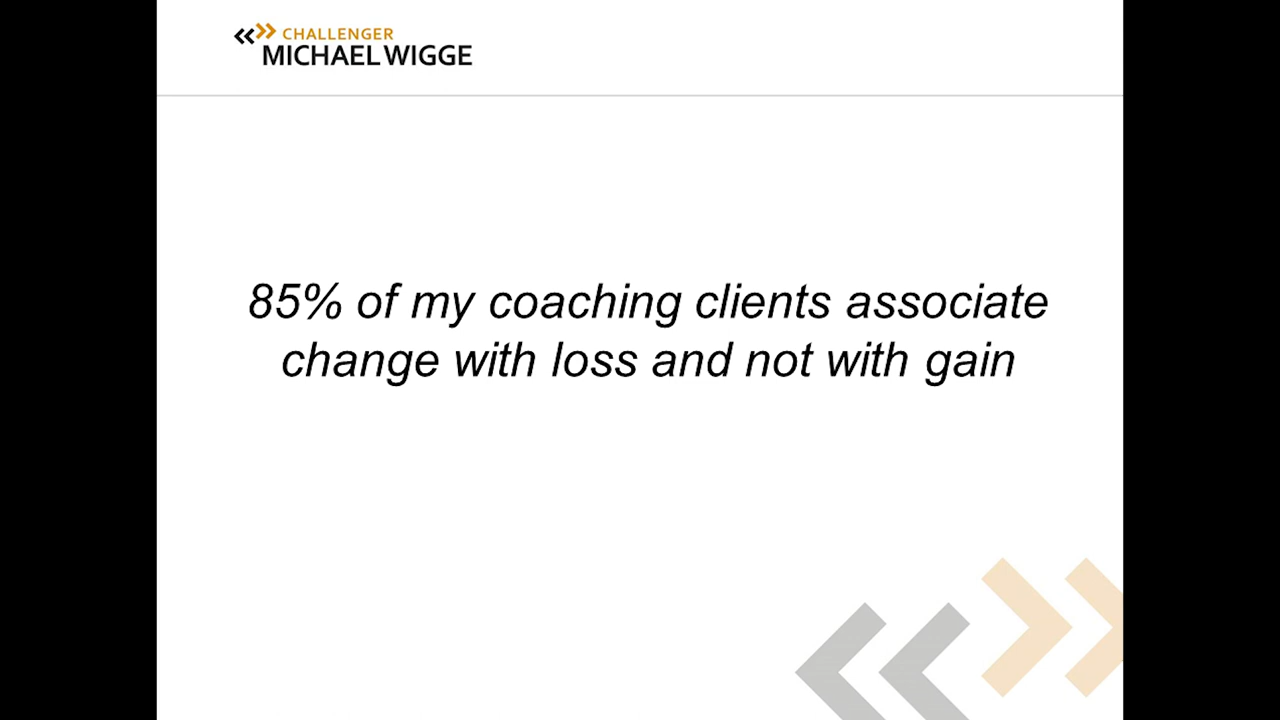 CHALLENGER
MICHAEL WIGGE
85% of my coaching clients associate
change with loss and not with gain